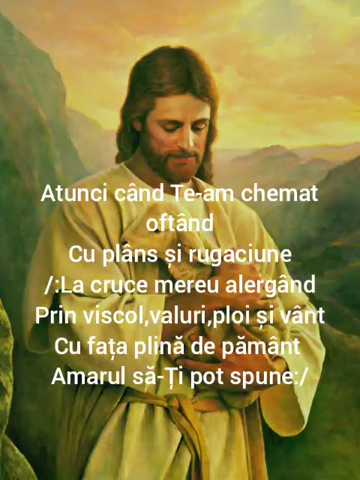 Atunci când Te-am chemat
oftând
Cu plâns și rugaciune
/:La cruce mereu alergând
Prin viscol,valuri,ploi și vânt
Cu fața plină de pământ
Amarul să-Ți pot spune:/